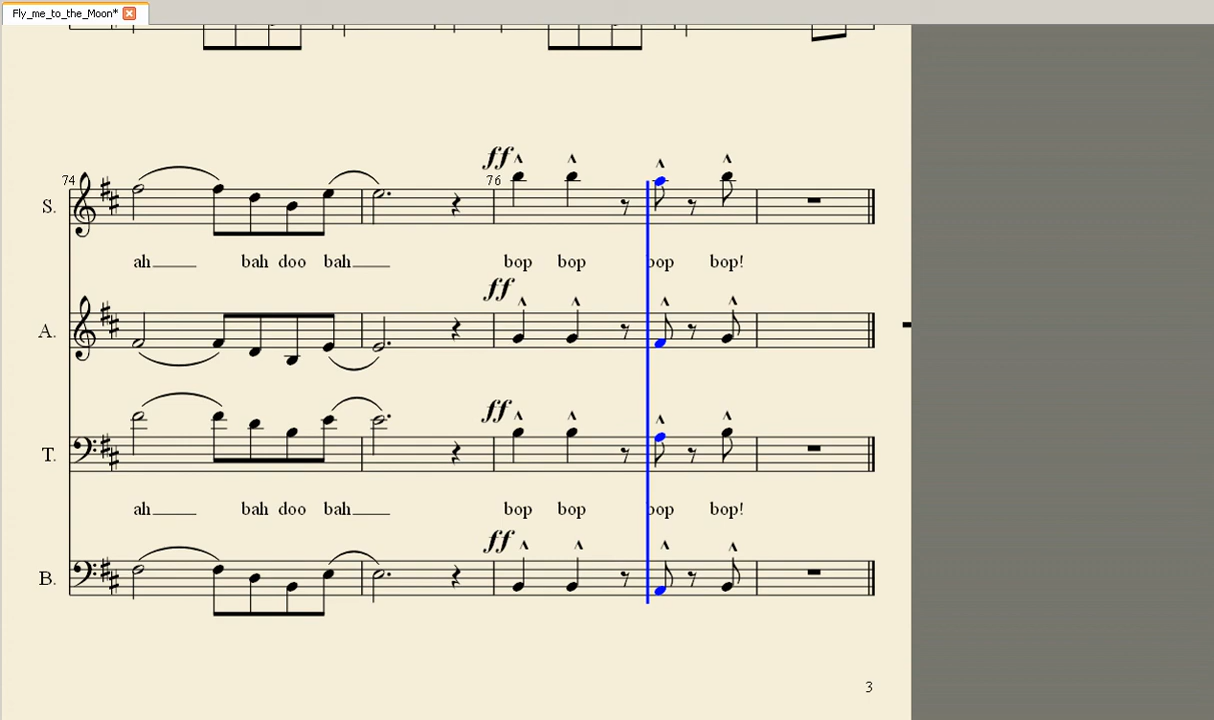 Fly_me_to_the_Moon*
74
76
ff
S.
ah bah doo bah bop bop bop bop!
ff
A.
ff
T.
ah bah doo bah bop bop bop bop!
ff
B.
3